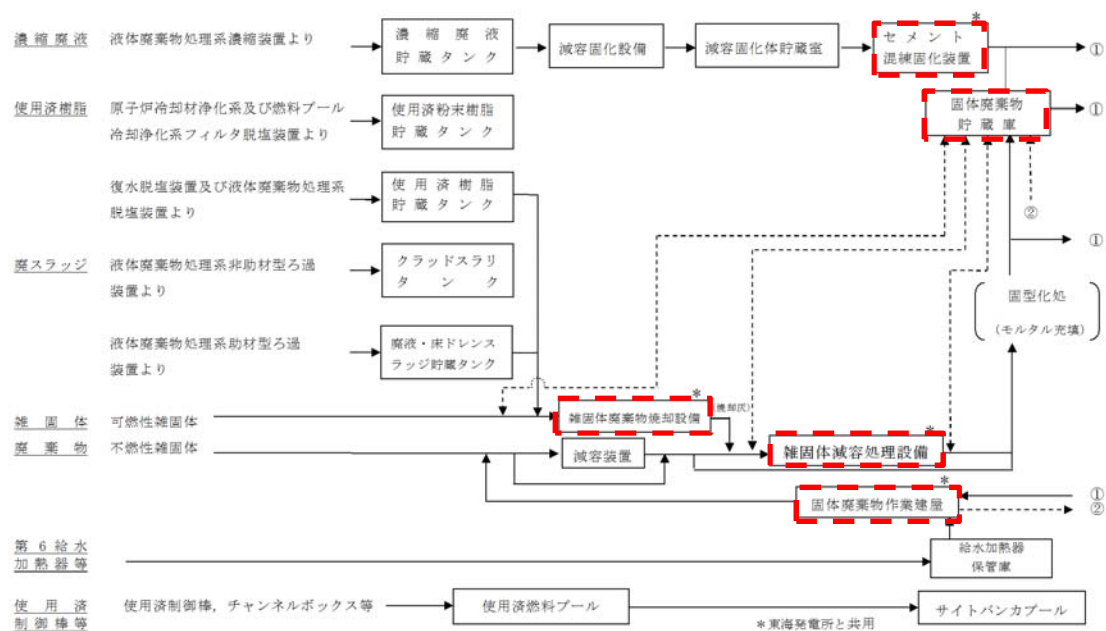 濃縮廃液 液体廃棄物処理系濃縮装置より
濃縮廃液
貯蔵タンク
減容固化設備
減容固化体貯蔵室
*
セメント
混練固化装置
①
使用済樹脂 原子炉冷却材浄化系及び燃料プール
冷却浄化系フィルタ脱塩装置より
使用済粉末樹脂
貯蔵タンク
固体廃棄物
貯蔵庫
①
復水脱塩装置及び液体廃棄物処理系
脱塩装置より
使用済樹脂
貯蔵タンク
②
①
廃スラッジ 液体廃棄物処理系非助材型ろ過
装置より
クラッドスラリ
タンク
固型化処
(モルタル充填)
液体廃棄物処理系助材型ろ過
装置より
廃液・床ドレンス
ラッジ貯蔵タンク
雑固体 可燃性雑固体
*
雑固体廃棄物焼却設備
(焼却灰)
廃棄物 不燃性雑固体
減容装置
*
雑固体減容処理設備
*
固体廃棄物作業建屋
①
②
第6給水
加熱器等
給水加熱器
保管庫
使用済
制御棒等
使用済制御棒,チャンネルボックス等
使用済燃料プール
サイトバンカプール
*東海発電所と共用